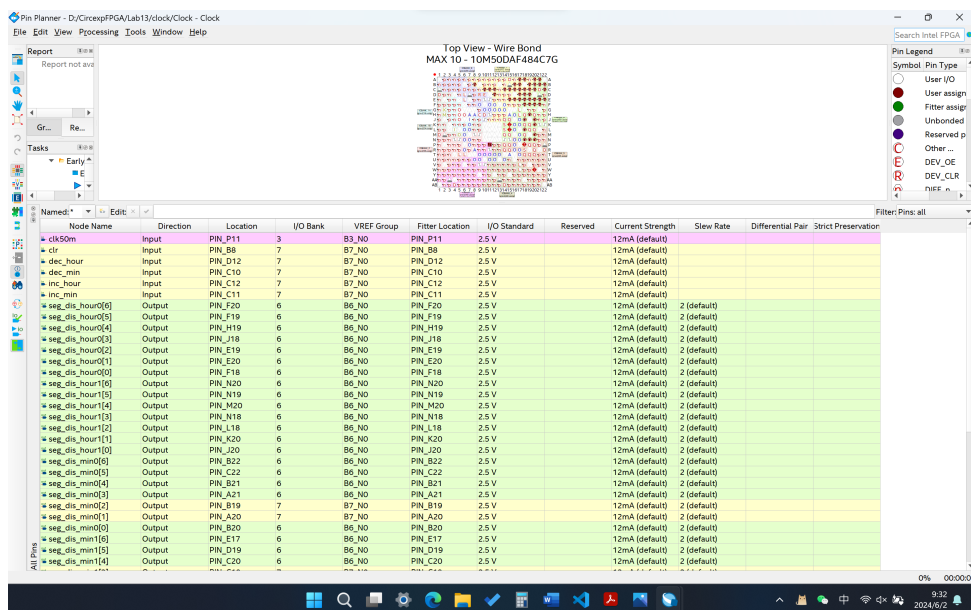 Pin Planner - D:/CircexpFPGA/Lab13/clock/Clock - Clock
File Edit View Processing Tools Window Help
Search Intel FPGA
Report
Report not ava
Gr... Re...
Tasks
Early
E
Top View - Wire Bond
MAX 10 - 10M50DAF484C7G
Pin Legend
Symbol Pin Type
User I/O
User assign
Fitter assigr
Unbonded
Reserved p
Other ...
DEV_OE
DEV_CLR
DIFF_n
Named: * Edit:
Filter: Pins: all
Node Name Direction Location I/O Bank VREF Group Fitter Location I/O Standard Reserved Current Strength Slew Rate Differential Pair Strict Preservation
clk50m Input PIN_P11 3 B3_N0 PIN_P11 2.5 V 12mA (default)
clr Input PIN_B8 7 B7_N0 PIN_B8 2.5 V 12mA (default)
dec_hour Input PIN_D12 7 B7_N0 PIN_D12 2.5 V 12mA (default)
dec_min Input PIN_C10 7 B7_N0 PIN_C10 2.5 V 12mA (default)
inc_hour Input PIN_C12 7 B7_N0 PIN_C12 2.5 V 12mA (default)
inc_min Input PIN_C11 7 B7_N0 PIN_C11 2.5 V 12mA (default)
seg_dis_hour0[6] Output PIN_F20 6 B6_N0 PIN_F20 2.5 V 12mA (default) 2 (default)
seg_dis_hour0[5] Output PIN_F19 6 B6_N0 PIN_F19 2.5 V 12mA (default) 2 (default)
seg_dis_hour0[4] Output PIN_H19 6 B6_N0 PIN_H19 2.5 V 12mA (default) 2 (default)
seg_dis_hour0[3] Output PIN_J18 6 B6_N0 PIN_J18 2.5 V 12mA (default) 2 (default)
seg_dis_hour0[2] Output PIN_E19 6 B6_N0 PIN_E19 2.5 V 12mA (default) 2 (default)
seg_dis_hour0[1] Output PIN_E20 6 B6_N0 PIN_E20 2.5 V 12mA (default) 2 (default)
seg_dis_hour0[0] Output PIN_F18 6 B6_N0 PIN_F18 2.5 V 12mA (default) 2 (default)
seg_dis_hour1[6] Output PIN_N20 6 B6_N0 PIN_N20 2.5 V 12mA (default) 2 (default)
seg_dis_hour1[5] Output PIN_N19 6 B6_N0 PIN_N19 2.5 V 12mA (default) 2 (default)
seg_dis_hour1[4] Output PIN_M20 6 B6_N0 PIN_M20 2.5 V 12mA (default) 2 (default)
seg_dis_hour1[3] Output PIN_N18 6 B6_N0 PIN_N18 2.5 V 12mA (default) 2 (default)
seg_dis_hour1[2] Output PIN_L18 6 B6_N0 PIN_L18 2.5 V 12mA (default) 2 (default)
seg_dis_hour1[1] Output PIN_K20 6 B6_N0 PIN_K20 2.5 V 12mA (default) 2 (default)
seg_dis_hour1[0] Output PIN_J20 6 B6_N0 PIN_J20 2.5 V 12mA (default) 2 (default)
seg_dis_min0[6] Output PIN_B22 6 B6_N0 PIN_B22 2.5 V 12mA (default) 2 (default)
seg_dis_min0[5] Output PIN_C22 6 B6_N0 PIN_C22 2.5 V 12mA (default) 2 (default)
seg_dis_min0[4] Output PIN_B21 6 B6_N0 PIN_B21 2.5 V 12mA (default) 2 (default)
seg_dis_min0[3] Output PIN_A21 6 B6_N0 PIN_A21 2.5 V 12mA (default) 2 (default)
seg_dis_min0[2] Output PIN_B19 7 B7_N0 PIN_B19 2.5 V 12mA (default) 2 (default)
seg_dis_min0[1] Output PIN_A20 7 B7_N0 PIN_A20 2.5 V 12mA (default) 2 (default)
seg_dis_min0[0] Output PIN_B20 6 B6_N0 PIN_B20 2.5 V 12mA (default) 2 (default)
seg_dis_min1[6] Output PIN_E17 6 B6_N0 PIN_E17 2.5 V 12mA (default) 2 (default)
seg_dis_min1[5] Output PIN_D19 6 B6_N0 PIN_D19 2.5 V 12mA (default) 2 (default)
seg_dis_min1[4] Output PIN_C20 6 B6_N0 PIN_C20 2.5 V 12mA (default) 2 (default)
All Pins
0% 00:00:0
中
9:32
2024/6/2